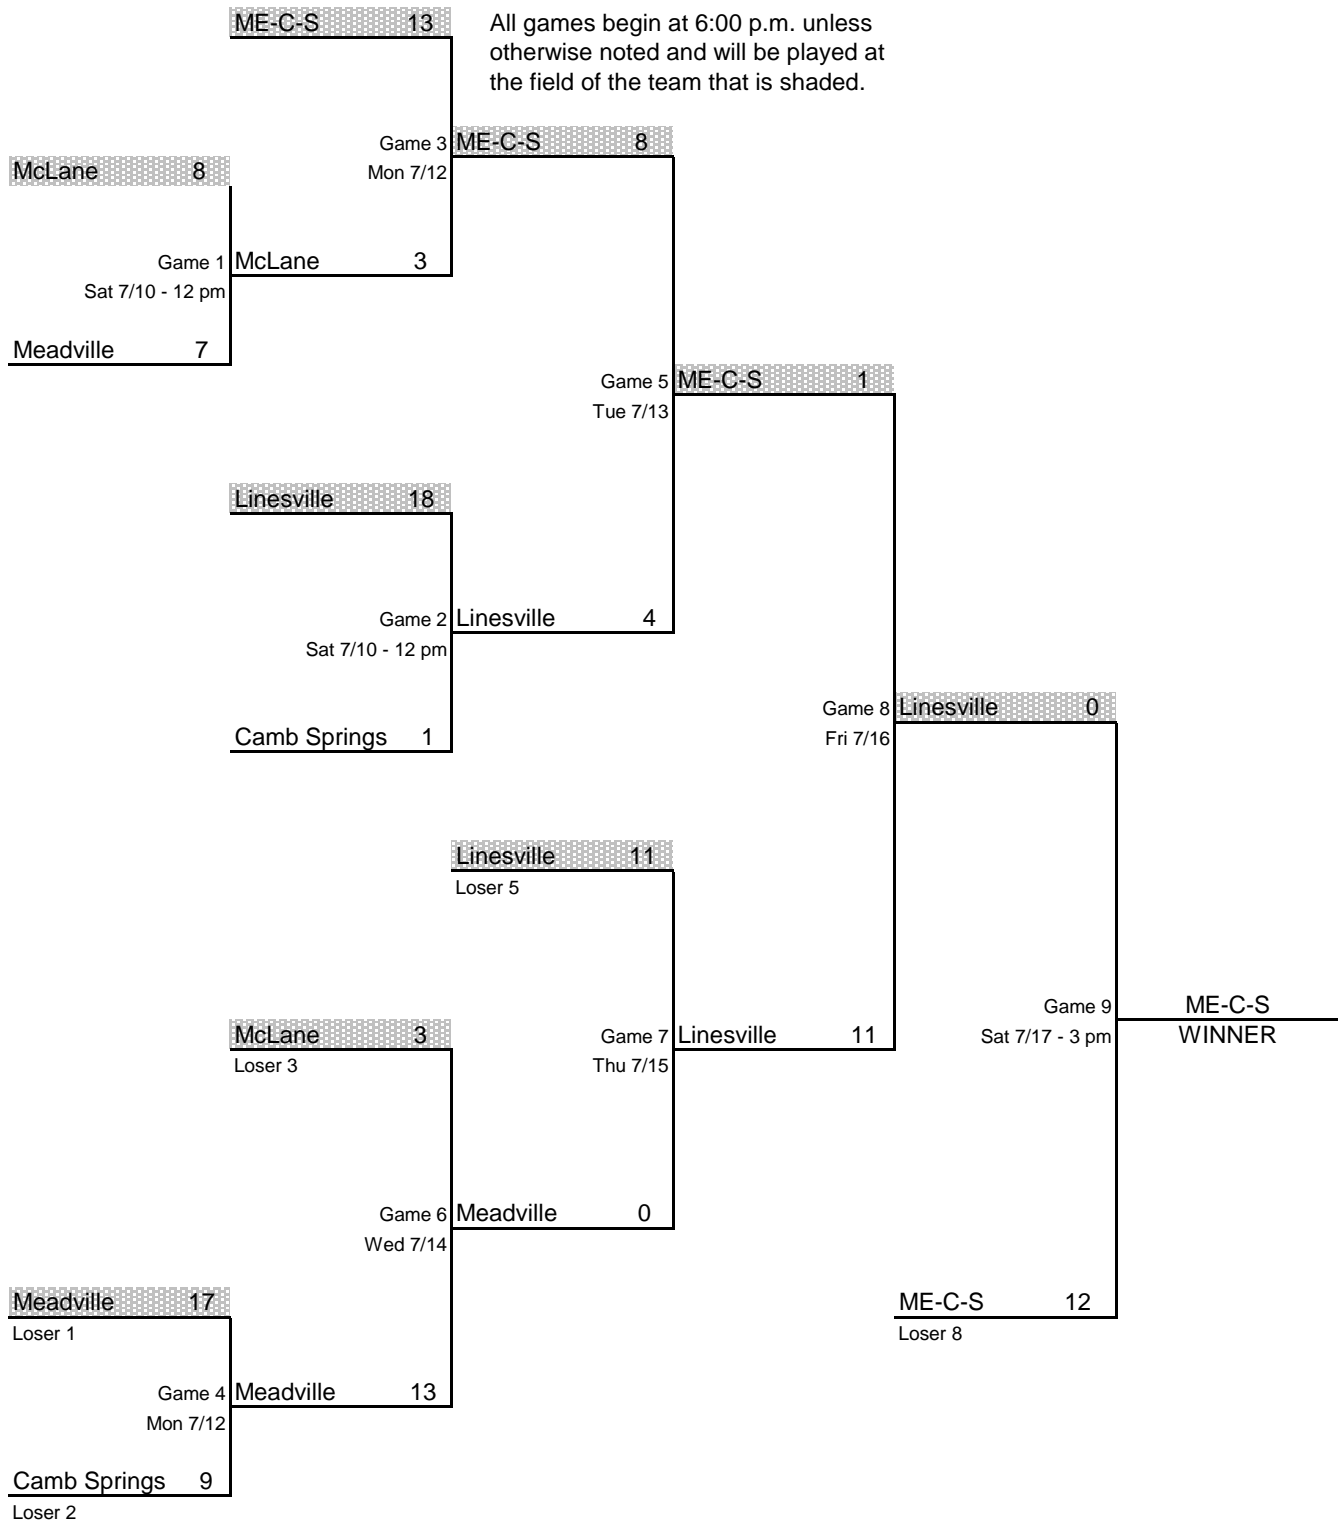 ME-C-S 13
All games begin at 6:00 p.m. unless
otherwise noted and will be played at
the field of the team that is shaded.
Game 3 ME-C-S 8
Mon 7/12
McLane 8
Game 1 McLane 3
Sat 7/10 - 12 pm
Meadville 7
Game 5 ME-C-S 1
Tue 7/13
Linesville 18
Game 2 Linesville 4
Sat 7/10 - 12 pm
Game 8 Linesville 0
Fri 7/16
Camb Springs 1
Linesville 11
Loser 5
Game 9 ME-C-S
Sat 7/17 - 3 pm WINNER
McLane 3
Loser 3
Game 7 Linesville 11
Thu 7/15
Game 6 Meadville 0
Wed 7/14
Meadville 17
Loser 1
ME-C-S 12
Loser 8
Game 4 Meadville 13
Mon 7/12
Camb Springs 9
Loser 2